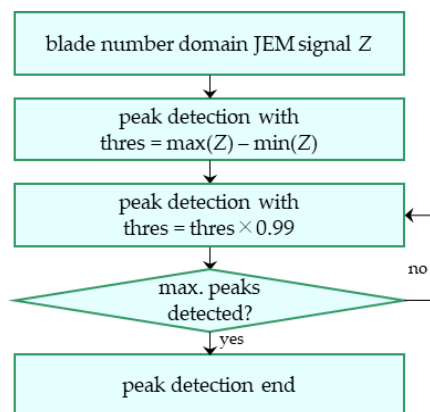 blade number domain JEM signal Z
peak detection with
thres = max(Z) – min(Z)
peak detection with
thres = thres × 0.99
no
max. peaks
detected?
yes
peak detection end